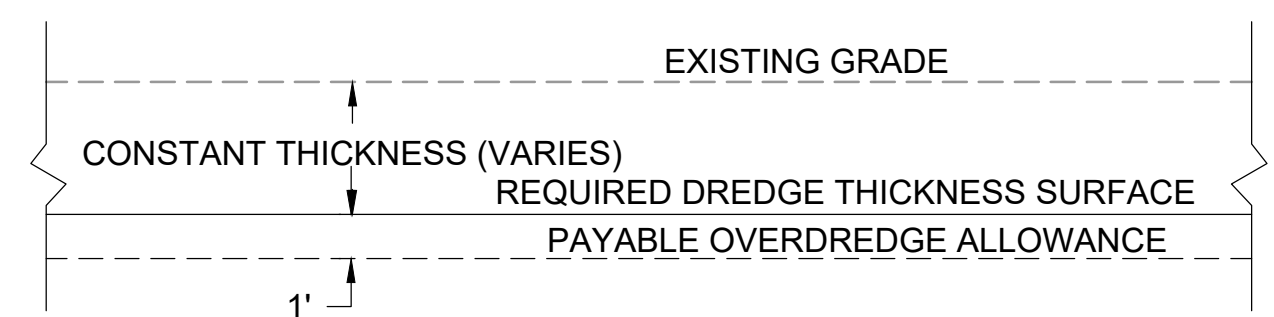 EXISTING GRADE
CONSTANT THICKNESS (VARIES)
REQUIRED DREDGE THICKNESS SURFACE
PAYABLE OVERDREDGE ALLOWANCE
1'